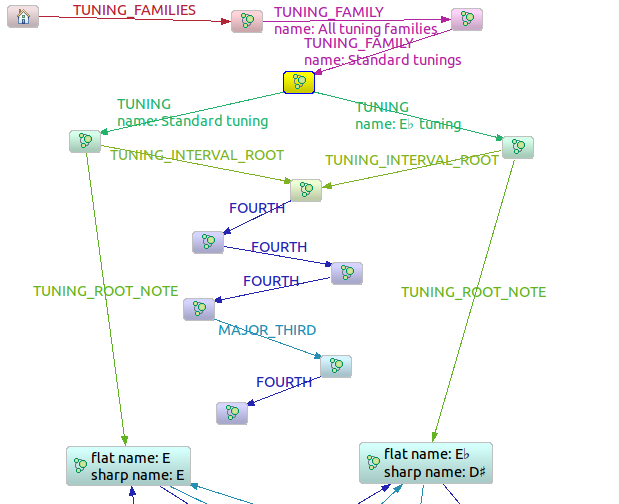 TUNING_FAMILIES
TUNING_FAMILY
name: All tuning families
TUNING_FAMILY
name: Standard tunings
TUNING
name: Standard tuning
TUNING
name: E♭ tuning
TUNING_INTERVAL_ROOT
TUNING_INTERVAL_ROOT
FOURTH
FOURTH
FOURTH
TUNING_ROOT_NOTE
TUNING_ROOT_NOTE
MAJOR_THIRD
FOURTH
flat name: E
sharp name: E
flat name: E♭
sharp name: D♯